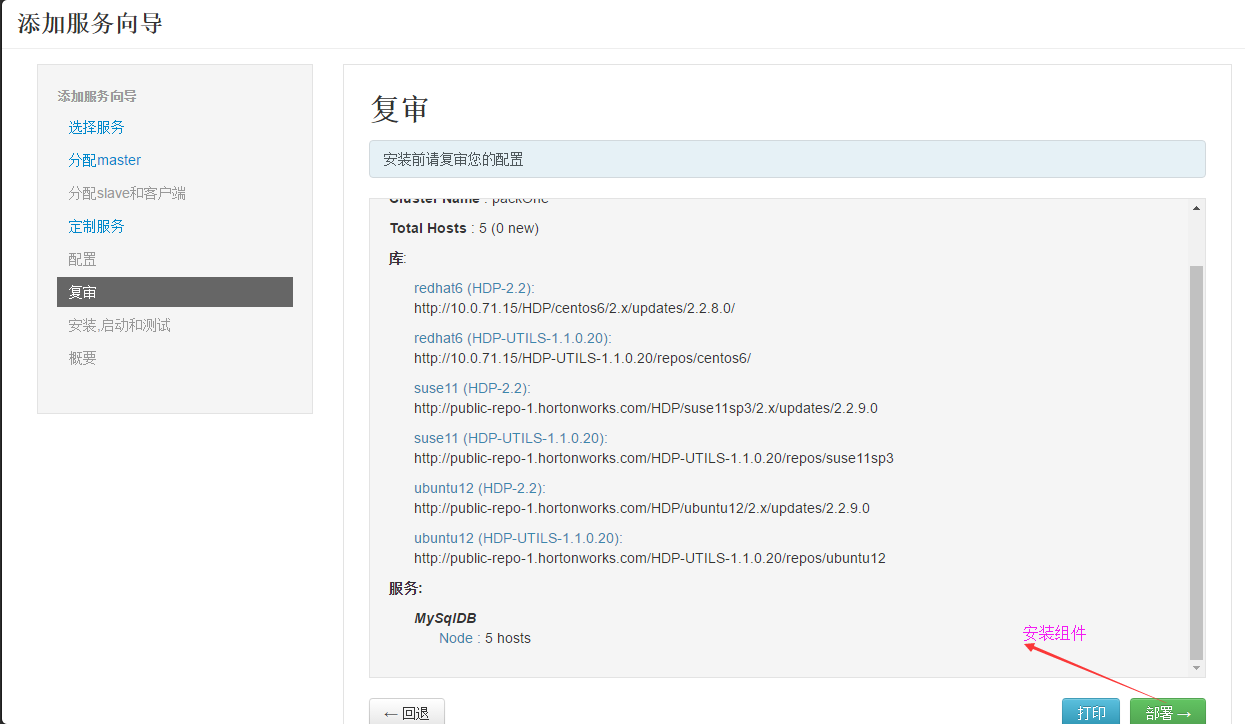 添加服务向导
添加服务向导
选择服务
分配master
分配slave和客户端
定制服务
配置
复审
安装,启动和测试
概要
复审
安装前请复审您的配置
Cluster Name : packOne
Total Hosts : 5 (0 new)
库:
redhat6 (HDP-2.2):
http://10.0.71.15/HDP/centos6/2.x/updates/2.2.8.0/
redhat6 (HDP-UTILS-1.1.0.20):
http://10.0.71.15/HDP-UTILS-1.1.0.20/repos/centos6/
suse11 (HDP-2.2):
http://public-repo-1.hortonworks.com/HDP/suse11sp3/2.x/updates/2.2.9.0
suse11 (HDP-UTILS-1.1.0.20):
http://public-repo-1.hortonworks.com/HDP-UTILS-1.1.0.20/repos/suse11sp3
ubuntu12 (HDP-2.2):
http://public-repo-1.hortonworks.com/HDP/ubuntu12/2.x/updates/2.2.9.0
ubuntu12 (HDP-UTILS-1.1.0.20):
http://public-repo-1.hortonworks.com/HDP-UTILS-1.1.0.20/repos/ubuntu12
服务:
MySqlDB
Node : 5 hosts
安装组件
← 回退
打印
部署 →